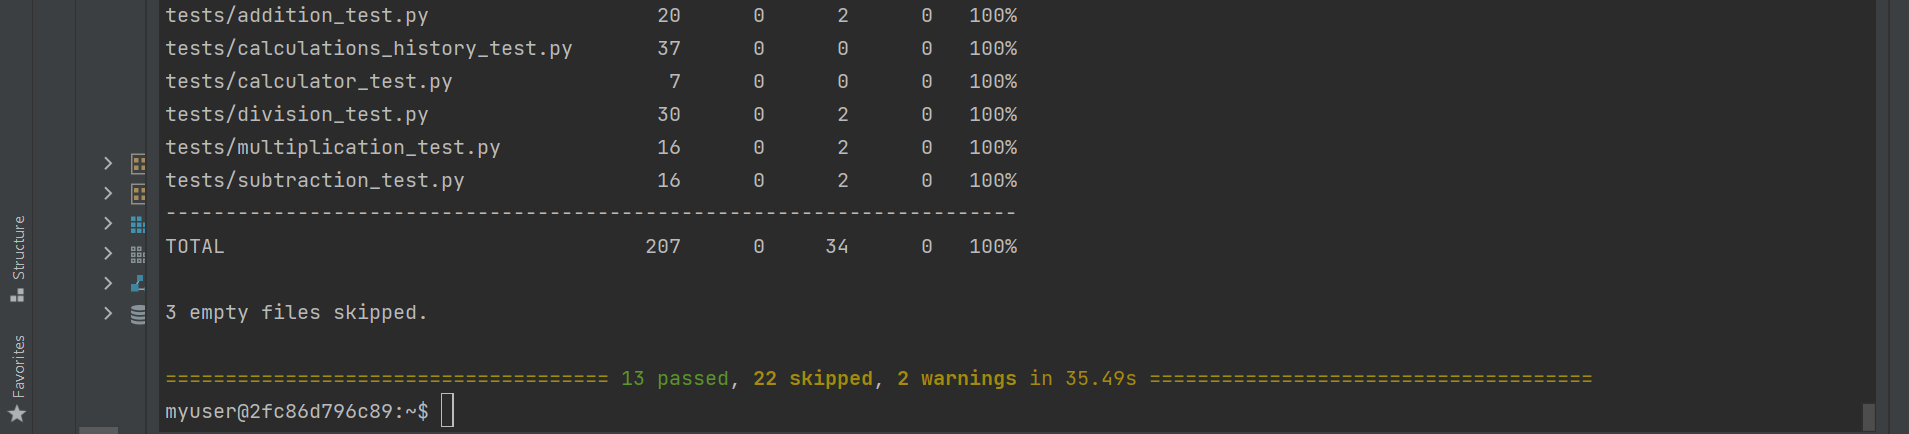 tests/addition_test.py 20 0 2 0 100%
tests/calculations_history_test.py 37 0 0 0 100%
tests/calculator_test.py 7 0 0 0 100%
tests/division_test.py 30 0 2 0 100%
tests/multiplication_test.py 16 0 2 0 100%
tests/subtraction_test.py 16 0 2 0 100%
-----------------------------------------------------------------------
TOTAL 207 0 34 0 100%
3 empty files skipped.
===================================== 13 passed, 22 skipped, 2 warnings in 35.49s =====================================
myuser@2fc86d796c89:~$
Structure
Favorites